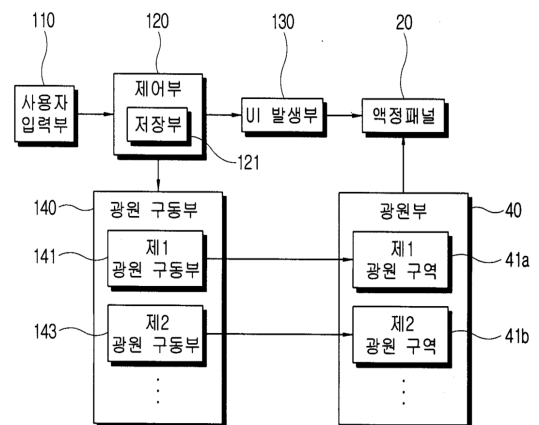 110
120
130
20
사용자
입력부
제어부
저장부
121
UI 발생부
액정패널
140
광원 구동부
141
제1
광원 구동부
143
제2
광원 구동부
광원부
40
제1
광원 구역
41a
제2
광원 구역
41b